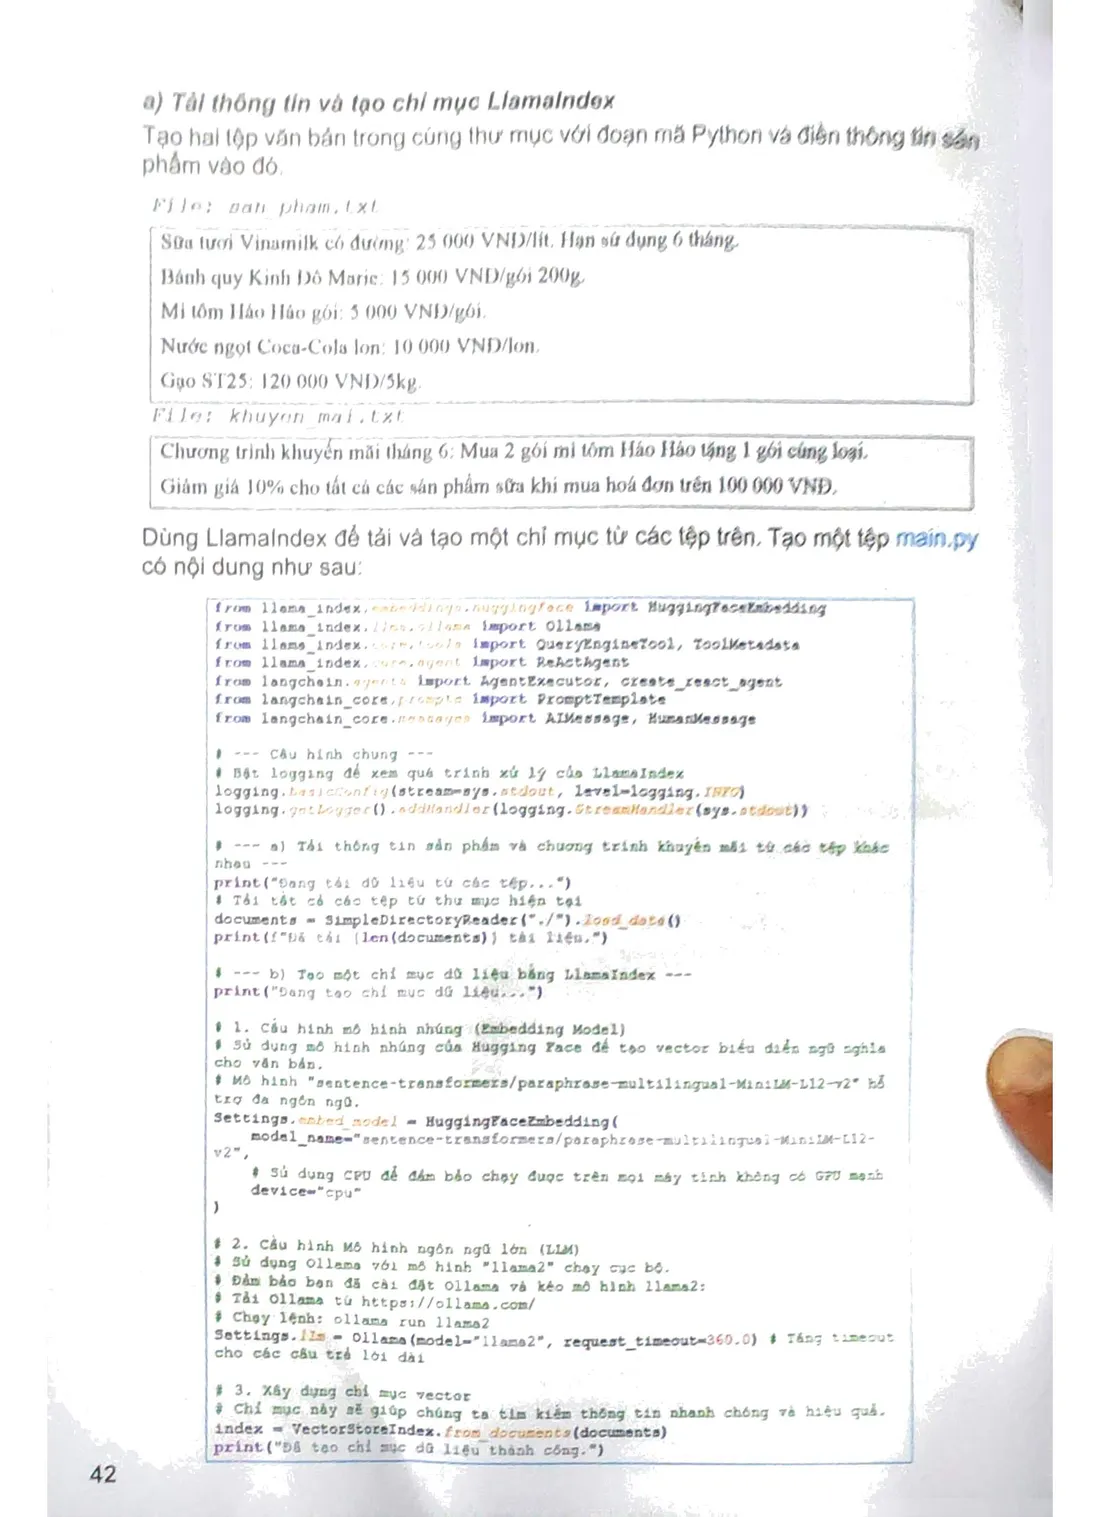 a) Tải thông tin và tạo chỉ mục LlamaIndex
Tạo hai tệp văn bản trong cùng thư mục với đoạn mã Python và điền thông tin sản
phẩm vào đó.
File: san_pham.txt
Sữa tươi Vinamilk có đường: 25 000 VNĐ/lít. Hạn sử dụng 6 tháng.
Bánh quy Kinh Đô Marie: 15 000 VNĐ/gói 200g.
Mì tôm Hảo Hảo gói: 5 000 VNĐ/gói.
Nước ngọt Coca-Cola lon: 10 000 VNĐ/lon.
Gạo ST25: 120 000 VNĐ/5kg.
File: khuyen_mai.txt
Chương trình khuyến mãi tháng 6: Mua 2 gói mì tôm Hảo Hảo tặng 1 gói cùng loại.
Giảm giá 10% cho tất cả các sản phẩm sữa khi mua hoá đơn trên 100 000 VNĐ.
Dùng LlamaIndex để tải và tạo một chỉ mục từ các tệp trên. Tạo một tệp main.py
có nội dung như sau:
from llama_index.embeddings.huggingface import HuggingFaceEmbedding
from llama_index.llms.ollama import Ollama
from llama_index.core.tools import QueryEngineTool, ToolMetadata
from llama_index.core.agent import ReActAgent
from langchain.agents import AgentExecutor, create_react_agent
from langchain_core.prompts import PromptTemplate
from langchain_core.messages import AIMessage, HumanMessage
# --- Cấu hình chung ---
# Bật logging để xem quá trình xử lý của LlamaIndex
logging.basicConfig(stream=sys.stdout, level=logging.INFO)
logging.getLogger().addHandler(logging.StreamHandler(sys.stdout))
# --- a) Tải thông tin sản phẩm và chương trình khuyến mãi từ các tệp khác
nhau ---
print("Đang tải dữ liệu từ các tệp...")
# Tải tất cả các tệp từ thư mục hiện tại
documents = SimpleDirectoryReader("./").load_data()
print(f"Đã tải {len(documents)} tài liệu.")
# --- b) Tạo một chỉ mục dữ liệu bằng LlamaIndex ---
print("Đang tạo chỉ mục dữ liệu...")
# 1. Cấu hình mô hình nhúng (Embedding Model)
# Sử dụng mô hình nhúng của Hugging Face để tạo vector biểu diễn ngữ nghĩa
cho văn bản.
# Mô hình "sentence-transformers/paraphrase-multilingual-MiniLM-L12-v2" hỗ
trợ đa ngôn ngữ.
Settings.embed_model = HuggingFaceEmbedding(
model_name="sentence-transformers/paraphrase-multilingual-MiniLM-L12-
v2",
# Sử dụng CPU để đảm bảo chạy được trên mọi máy tính không có GPU mạnh
device="cpu"
)
# 2. Cấu hình Mô hình ngôn ngữ lớn (LLM)
# Sử dụng Ollama với mô hình "llama2" chạy cục bộ.
# Đảm bảo bạn đã cài đặt Ollama và kéo mô hình llama2:
# Tải Ollama từ https://ollama.com/
# Chạy lệnh: ollama run llama2
Settings.llm = Ollama(model="llama2", request_timeout=360.0) # Tăng timeout
cho các câu trả lời dài
# 3. Xây dựng chỉ mục vector
# Chỉ mục này sẽ giúp chúng ta tìm kiếm thông tin nhanh chóng và hiệu quả.
index = VectorStoreIndex.from_documents(documents)
print("Đã tạo chỉ mục dữ liệu thành công.")
42